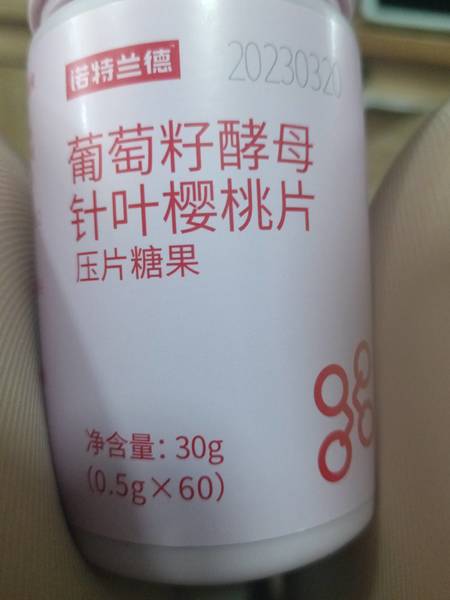 诺特兰德
20230320
葡萄籽酵母
针叶樱桃片
压片糖果
净含量：30g
（0.5g×60）